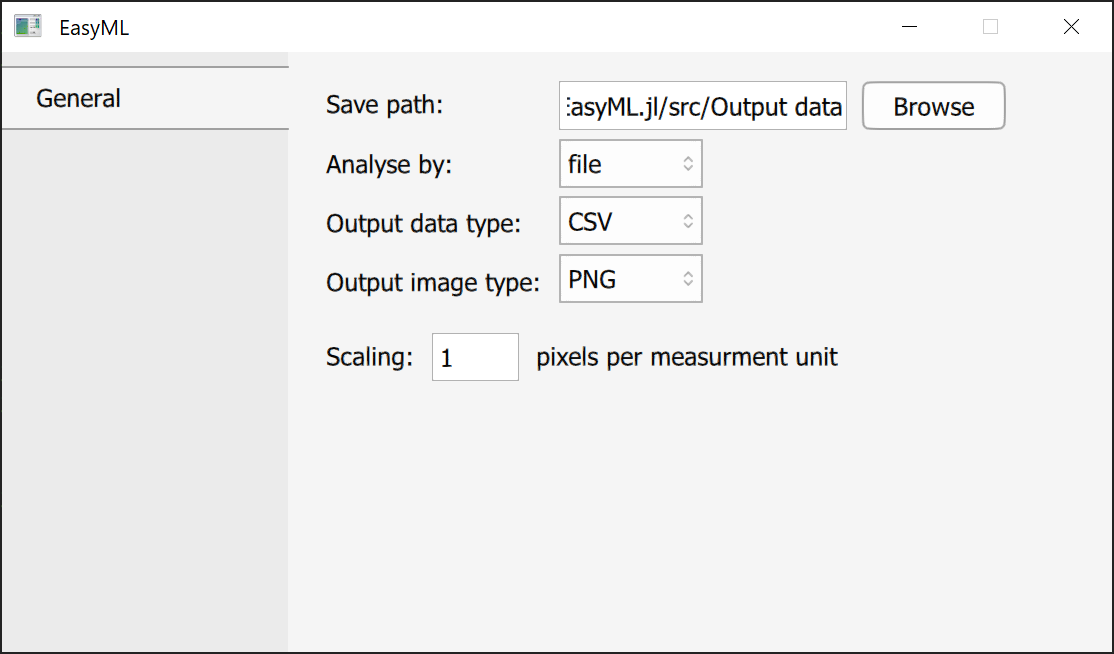 EasyML
General
Save path: EasyML.jl/src/Output data Browse
Analyse by: file
Output data type: CSV
Output image type: PNG
Scaling: 1 pixels per measurment unit